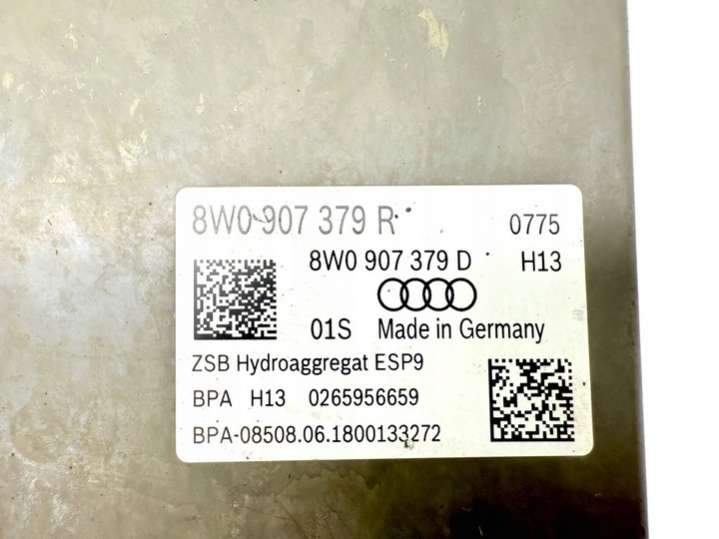 8W0 907 379 R 0775
8W0 907 379 D H13
01S Made in Germany
ZSB Hydroaggregat ESP9
BPA H13 0265956659
BPA-08508.06.1800133272